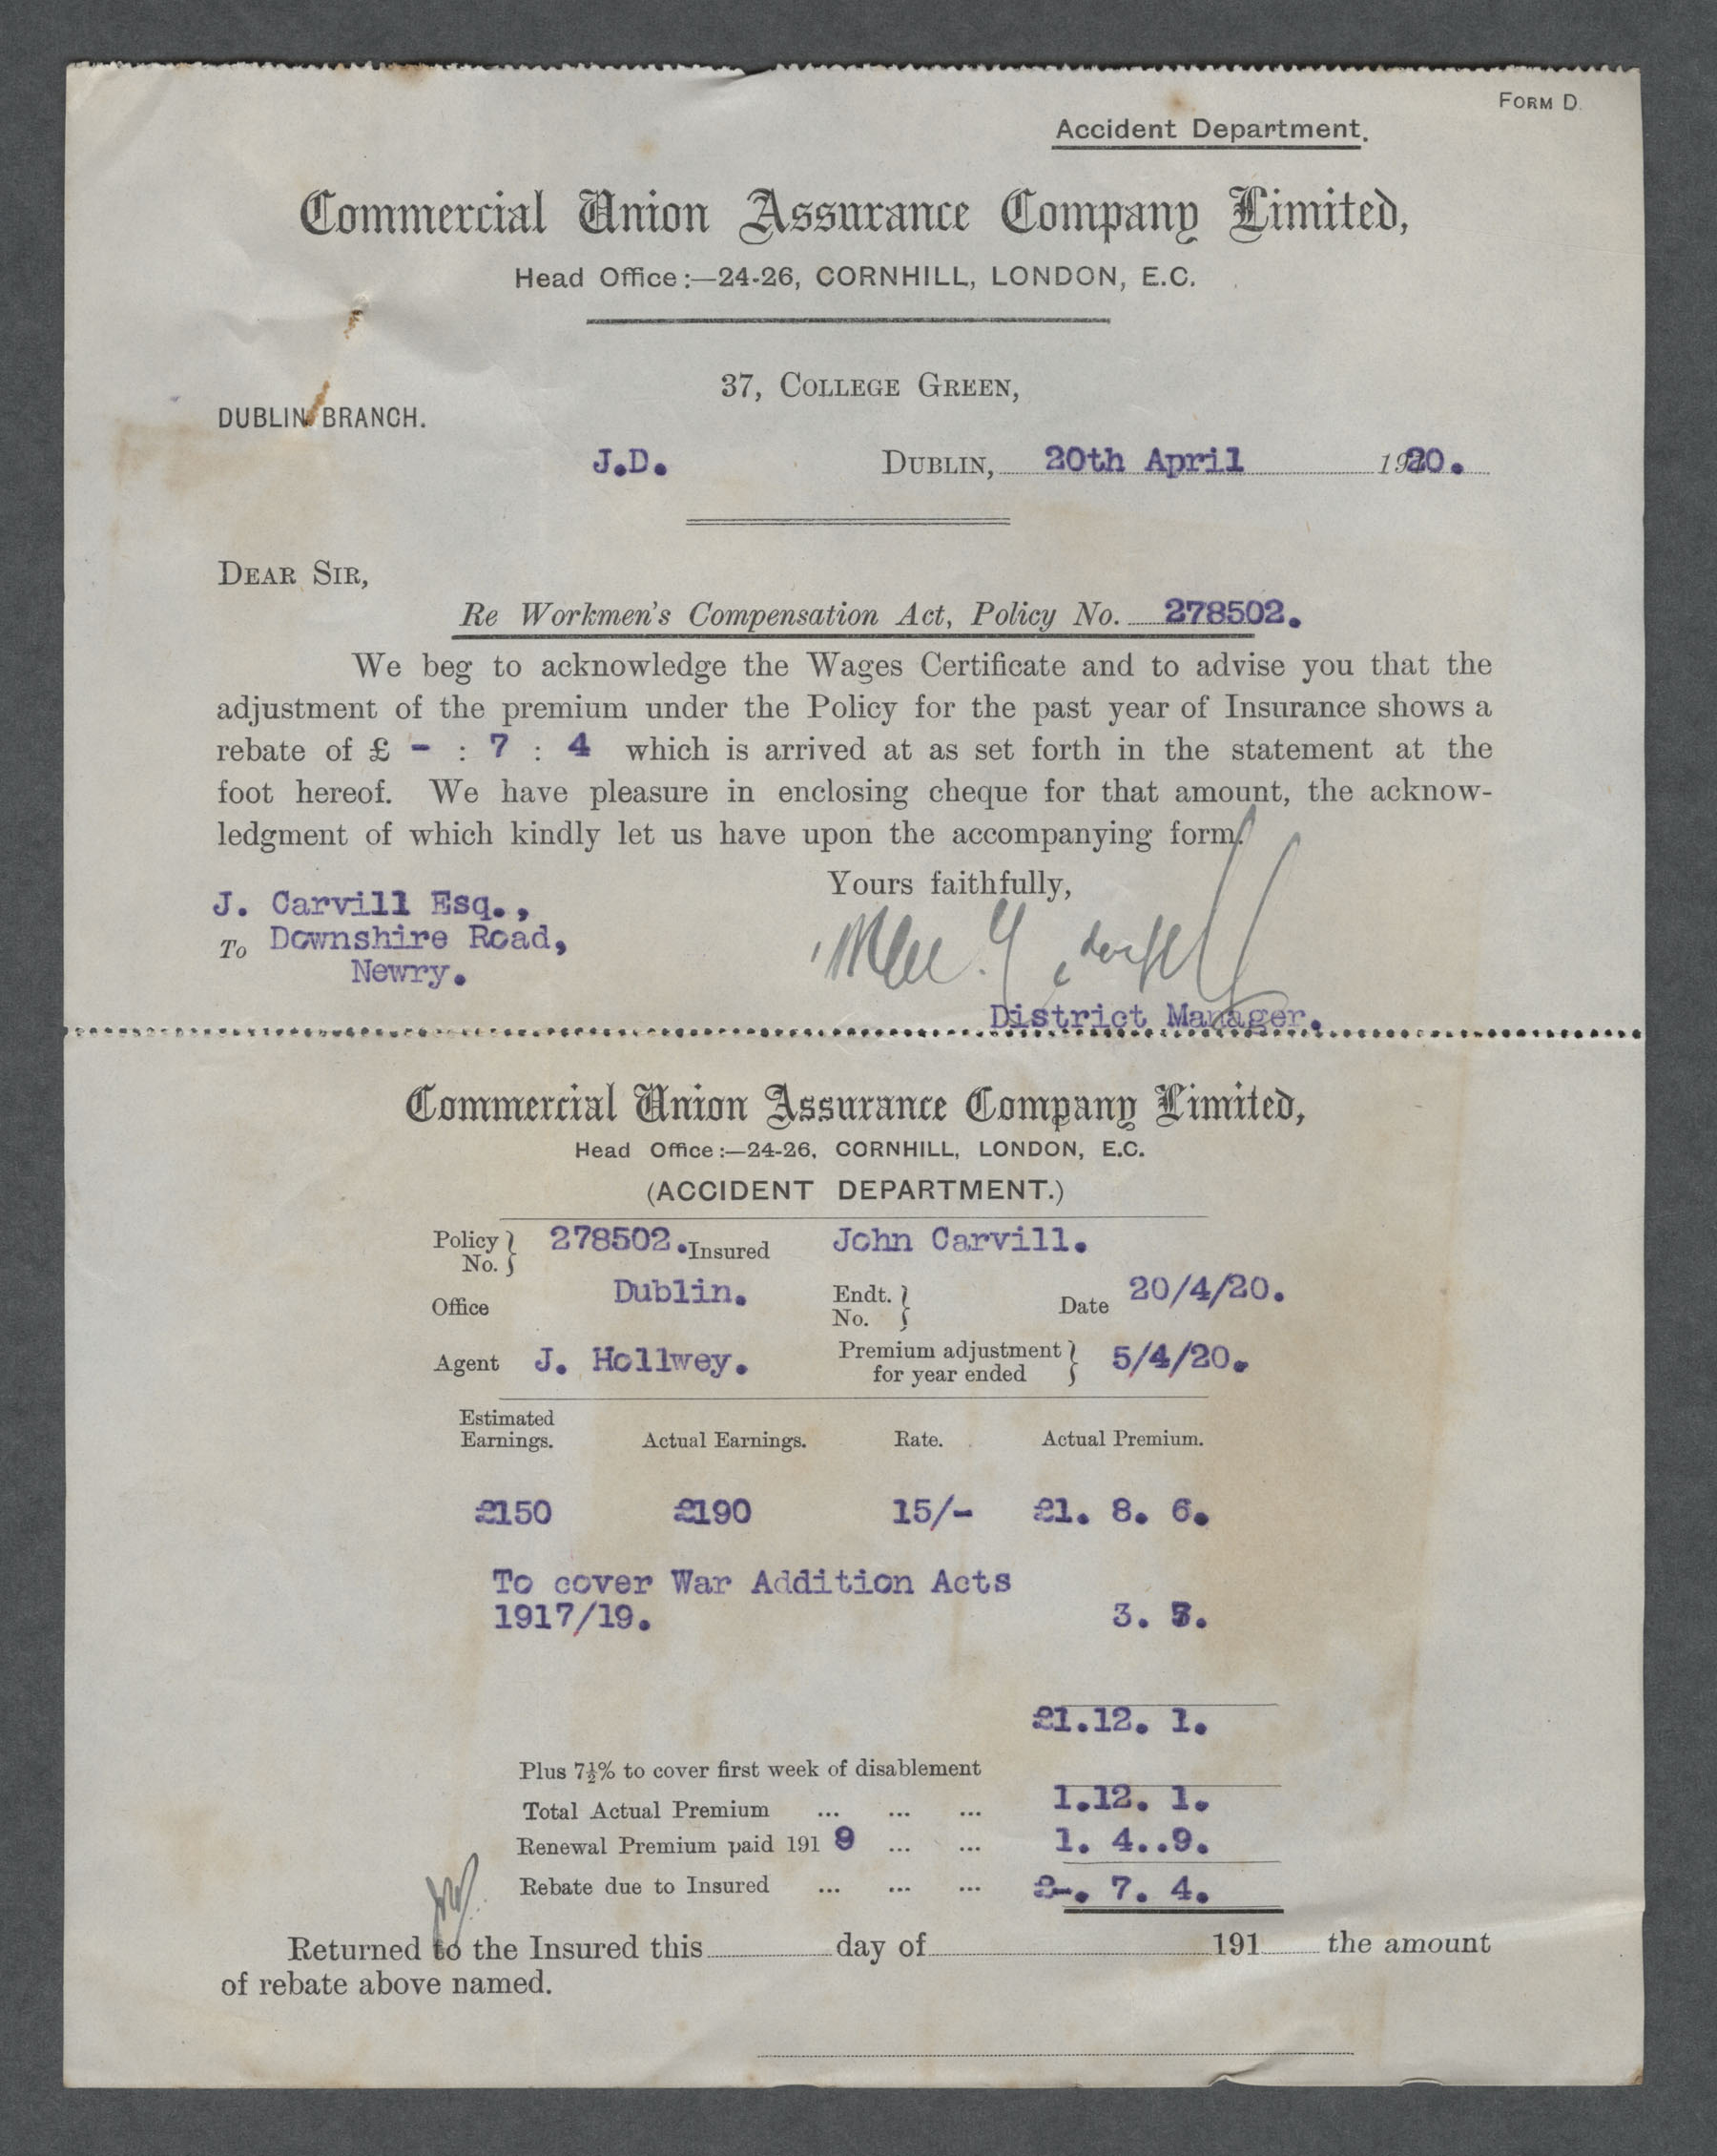 FORM D.
Accident Department.
Commercial Union Assurance Company Limited,
Head Office:—24-26, CORNHILL, LONDON, E.C.
37, COLLEGE GREEN,
DUBLIN BRANCH.
J.D. DUBLIN, 20th April 1920.
DEAR SIR,
Re Workmen's Compensation Act, Policy No. 278502.
We beg to acknowledge the Wages Certificate and to advise you that the
adjustment of the premium under the Policy for the past year of Insurance shows a
rebate of £ - : 7 : 4 which is arrived at as set forth in the statement at the
foot hereof. We have pleasure in enclosing cheque for that amount, the acknow-
ledgment of which kindly let us have upon the accompanying form.
Yours faithfully,
J. Carvill Esq.,
To Downshire Road,
Newry.
District Manager.
Commercial Union Assurance Company Limited,
Head Office:—24-26, CORNHILL, LONDON, E.C.
(ACCIDENT DEPARTMENT.)
Policy No. } 278502. Insured John Carvill.
Office Dublin. Endt. No. } Date 20/4/20.
Agent J. Hollwey. Premium adjustment for year ended } 5/4/20.
Estimated Earnings. Actual Earnings. Rate. Actual Premium.
£150 £190 15/- £1. 8. 6.
To cover War Addition Acts
1917/19. 3. 7.
£1.12. 1.
Plus 7½% to cover first week of disablement
Total Actual Premium ... ... ... 1.12. 1.
Renewal Premium paid 1919 ... ... 1. 4..9.
Rebate due to Insured ... ... ... £-. 7. 4.
Returned to the Insured this day of 191 the amount
of rebate above named.